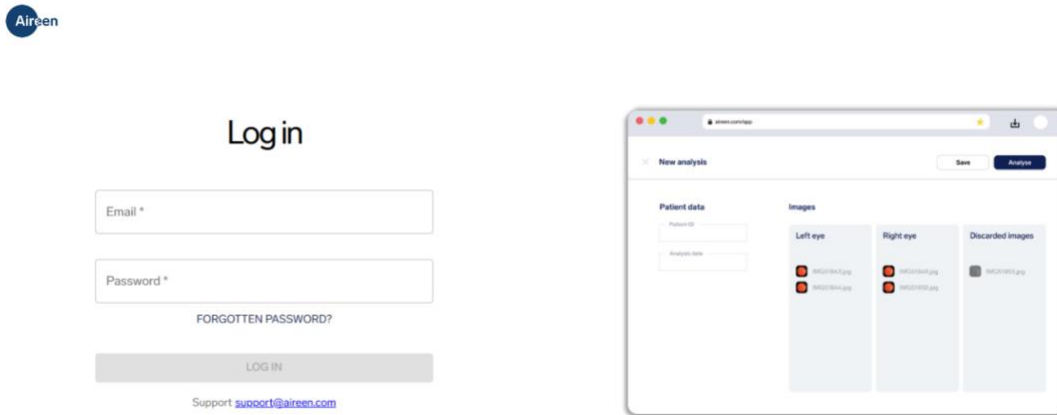 Aireen
Log in
Email *
Password *
FORGOTTEN PASSWORD?
LOG IN
Support support@aireen.com
aireen.com/app
New analysis
Save
Analyse
Patient data
Patient ID
Analysis date
Images
Left eye
Right eye
Discarded images